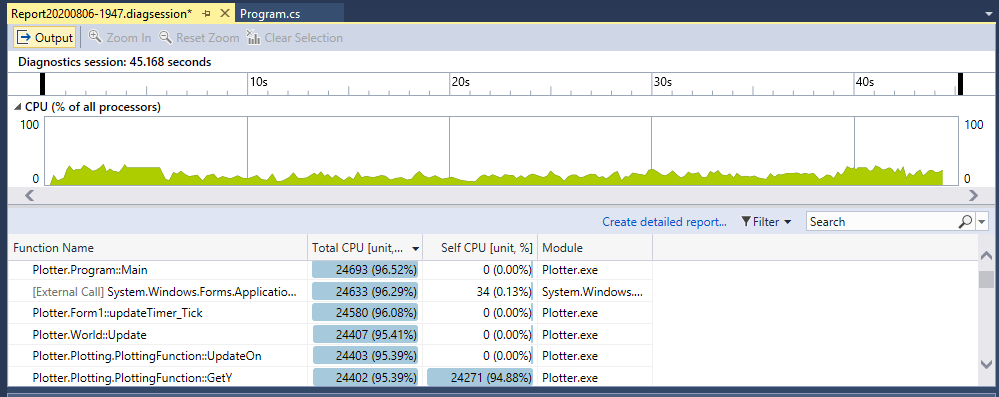 Report20200806-1947.diagsession* Program.cs
Output Zoom In Reset Zoom Clear Selection
Diagnostics session: 45.168 seconds
10s 20s 30s 40s
CPU (% of all processors)
100 100
0 0
Create detailed report... Filter Search
Function Name Total CPU [unit,... Self CPU [unit, %] Module
Plotter.Program::Main 24693 (96.52%) 0 (0.00%) Plotter.exe
[External Call] System.Windows.Forms.Applicatio... 24633 (96.29%) 34 (0.13%) System.Windows....
Plotter.Form1::updateTimer_Tick 24580 (96.08%) 0 (0.00%) Plotter.exe
Plotter.World::Update 24407 (95.41%) 0 (0.00%) Plotter.exe
Plotter.Plotting.PlottingFunction::UpdateOn 24403 (95.39%) 0 (0.00%) Plotter.exe
Plotter.Plotting.PlottingFunction::GetY 24402 (95.39%) 24271 (94.88%) Plotter.exe